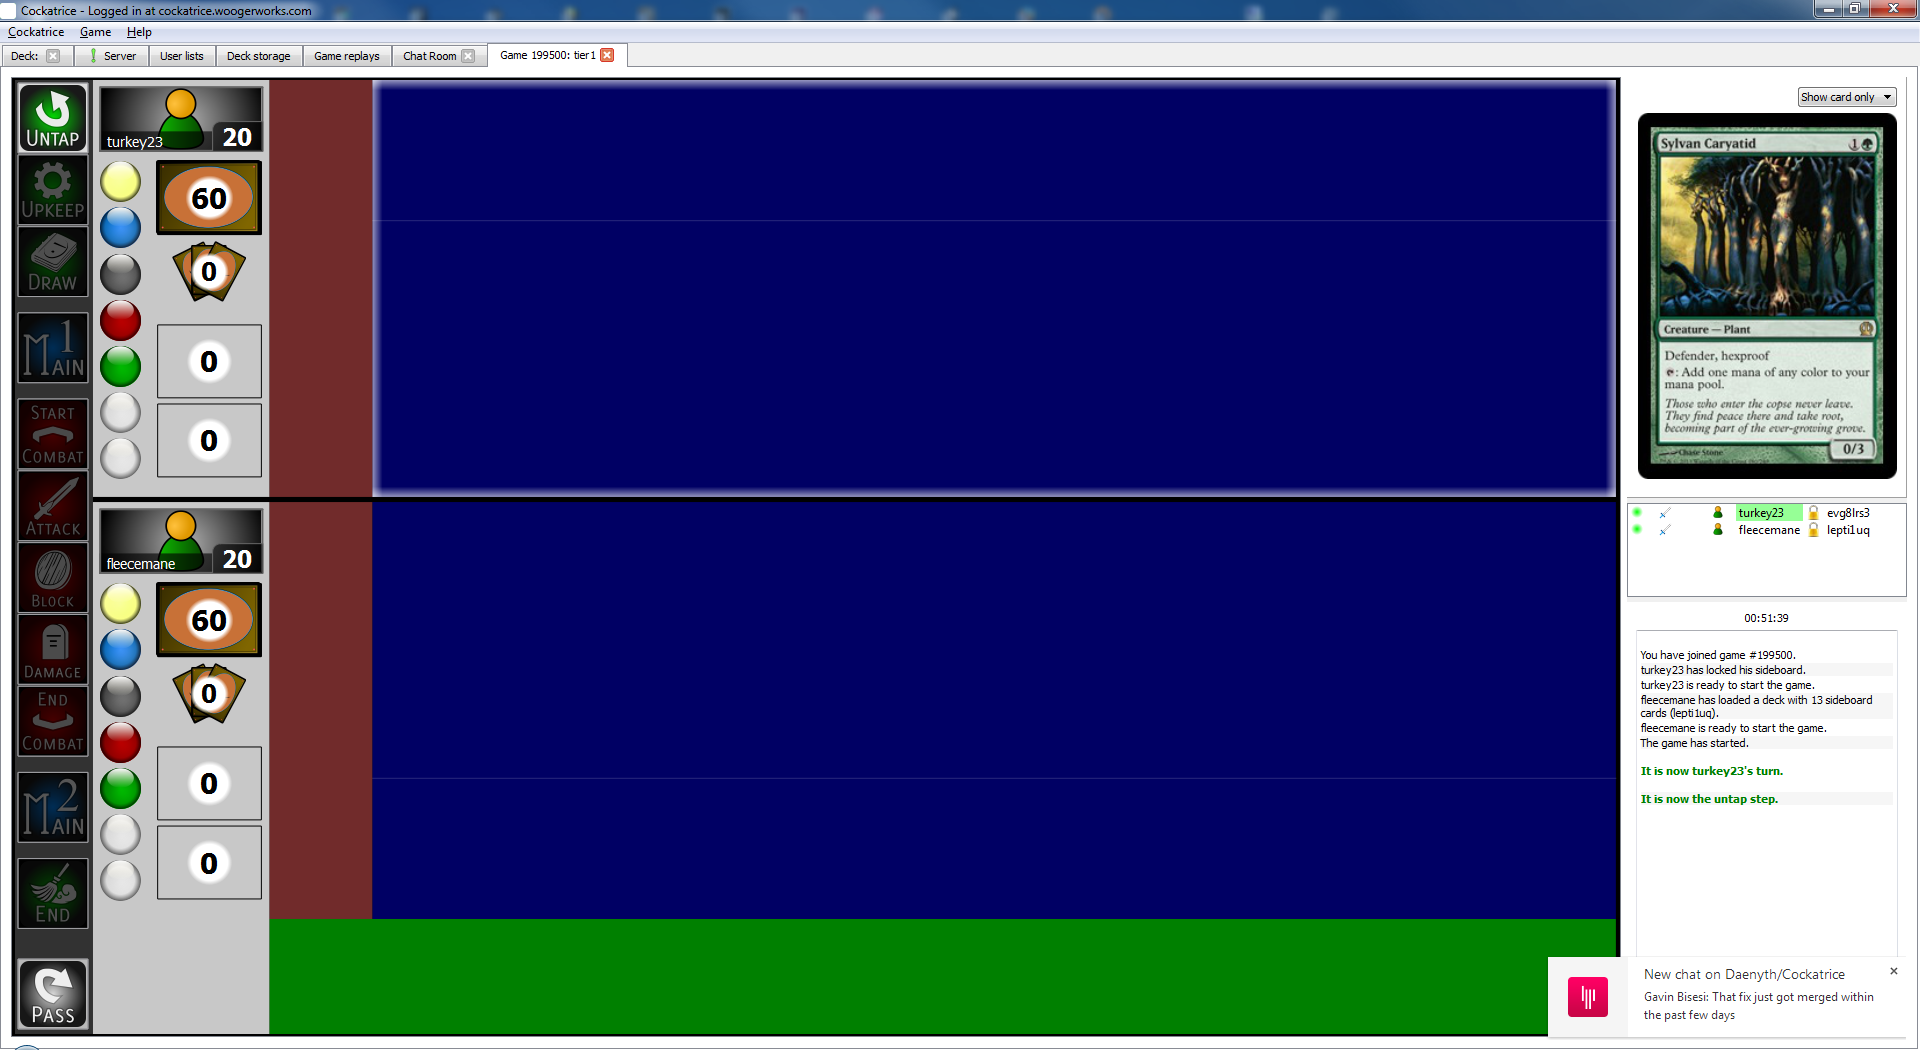 Cockatrice - Logged in at cockatrice.woogerworks.com
Cockatrice Game Help
Deck: Server User lists Deck storage Game replays Chat Room Game 199500: tier1
UNTAP
UPKEEP
DRAW
MAIN 1
START COMBAT
ATTACK
BLOCK
DAMAGE
END COMBAT
MAIN 2
END
PASS
turkey23 20
60
0
0
0
fleecemane 20
60
0
0
0
Show card only
Sylvan Caryatid 1
Creature — Plant
Defender, hexproof
: Add one mana of any color to your
mana pool.
Those who enter the copse never leave.
They find peace there and take root,
becoming part of the ever-growing grove.
Chase Stone
0/3
turkey23 evg8lrs3
fleecemane lepti1uq
00:51:39
You have joined game #199500.
turkey23 has locked his sideboard.
turkey23 is ready to start the game.
fleecemane has loaded a deck with 13 sideboard
cards (lepti1uq).
fleecemane is ready to start the game.
The game has started.
It is now turkey23's turn.
It is now the untap step.
New chat on Daenyth/Cockatrice
Gavin Bisesi: That fix just got merged within
the past few days